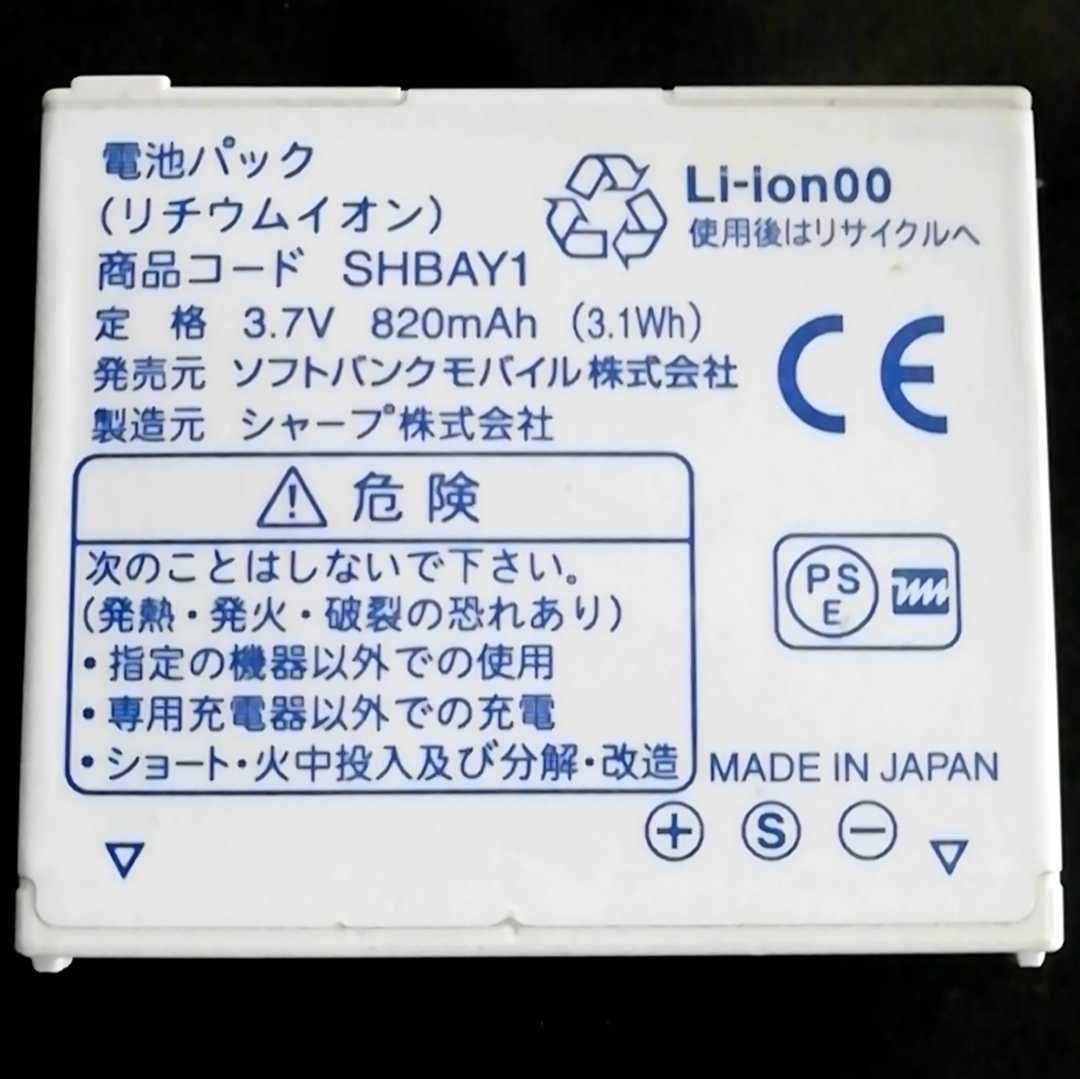 電池パック
(リチウムイオン)
Li-ion00
使用後はリサイクルへ
商品コード SHBAY1
定 格 3.7V 820mAh (3.1Wh)
発売元 ソフトバンクモバイル株式会社
製造元 シャープ株式会社
CE
危険
次のことはしないで下さい。
(発熱・発火・破裂の恐れあり)
・指定の機器以外での使用
・専用充電器以外での充電
・ショート・火中投入及び分解・改造
PS
E
MADE IN JAPAN
+ S −